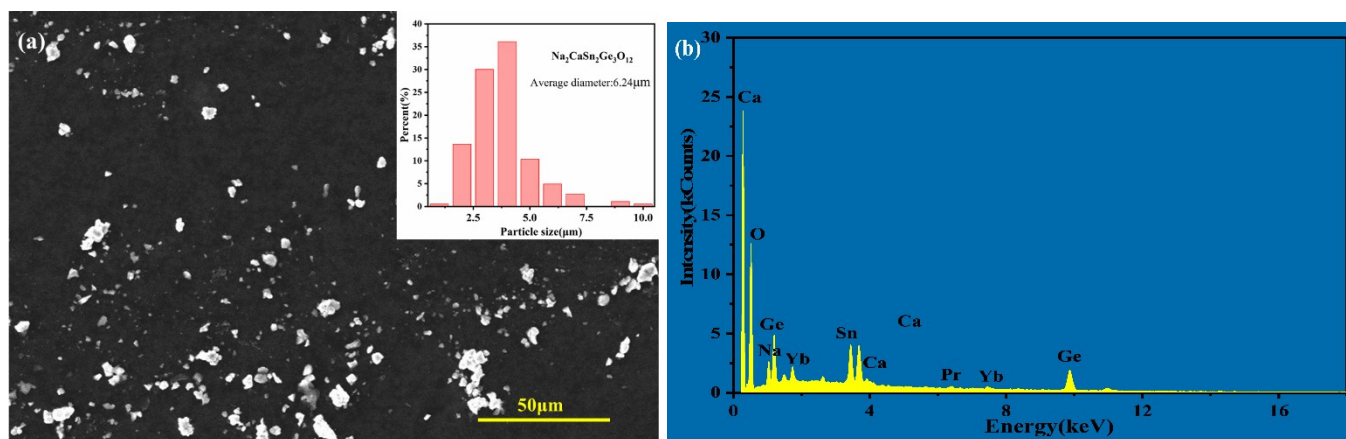 (a)
40
35
30
25
20
15
10
5
0
Percent(%)
Na₂CaSn₂Ge₃O₁₂
Average diameter:6.24μm
2.5 5.0 7.5 10.0
Particle size(μm)
50μm
(b)
30
25
20
15
10
5
0
Intensity(kCounts)
Ca
O
Ge
Na
Yb
Sn
Ca
Ca
Pr
Yb
Ge
0 4 8 12 16
Energy(keV)